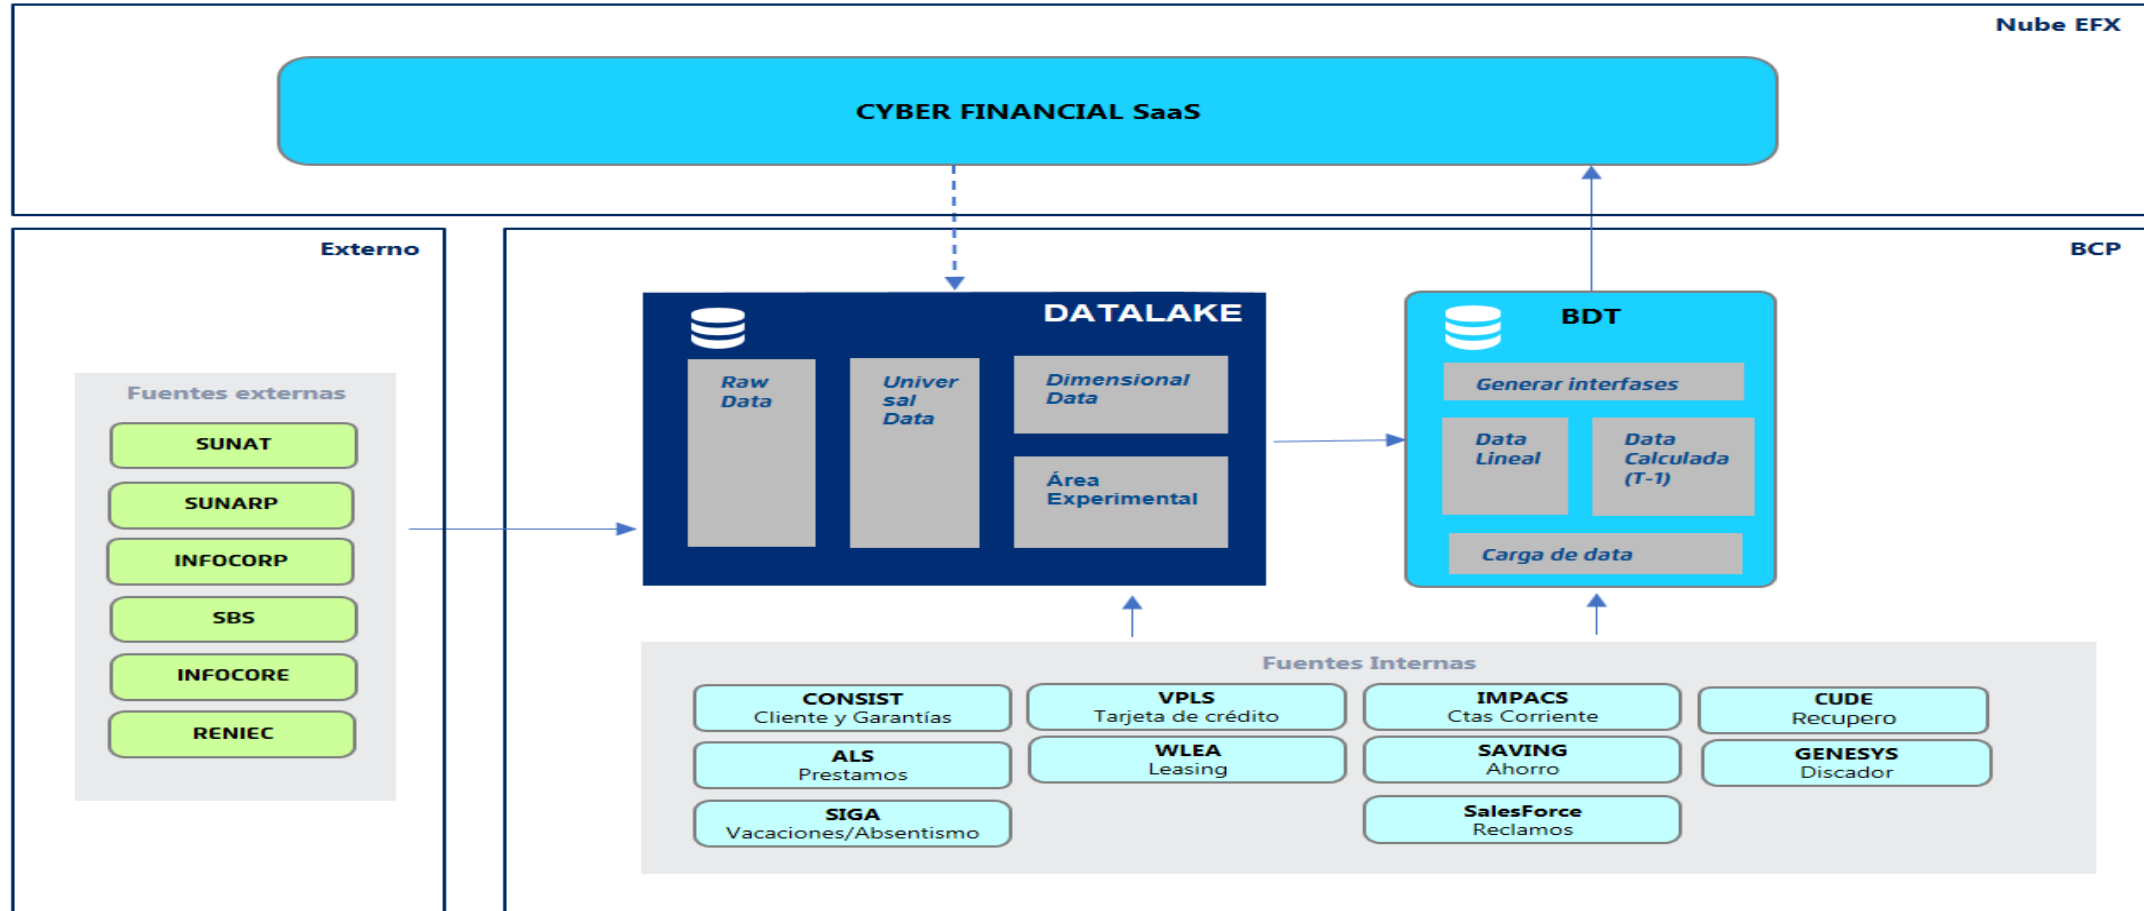 Nube EFX
CYBER FINANCIAL SaaS
Externo
BCP
Fuentes externas
SUNAT
SUNARP
INFOCORP
SBS
INFOCORE
RENIEC
DATALAKE
Raw
Data
Univer
sal
Data
Dimensional
Data
Área
Experimental
BDT
Generar interfases
Data
Lineal
Data
Calculada
(T-1)
Carga de data
Fuentes Internas
CONSIST
Cliente y Garantías
VPLS
Tarjeta de crédito
IMPACS
Ctas Corriente
CUDE
Recupero
ALS
Prestamos
WLEA
Leasing
SAVING
Ahorro
GENESYS
Discador
SIGA
Vacaciones/Absentismo
SalesForce
Reclamos